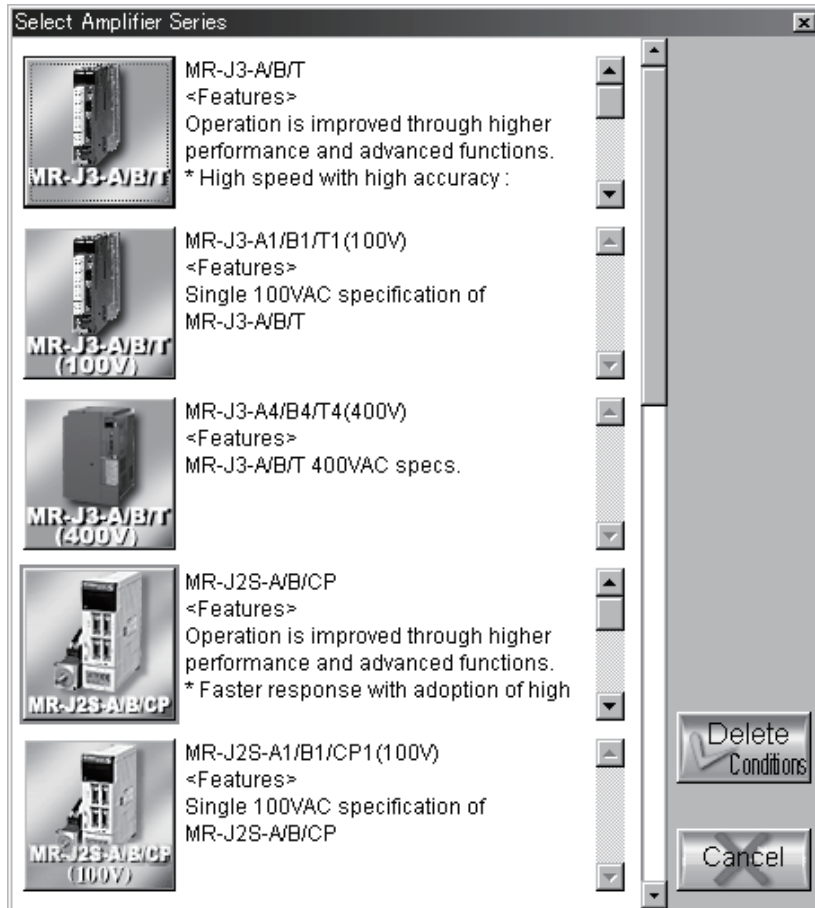 Select Amplifier Series
MR-J3-A/B/T
MR-J3-A/B/T
<Features>
Operation is improved through higher
performance and advanced functions.
* High speed with high accuracy :
MR-J3-A/B/T
(100V)
MR-J3-A1/B1/T1(100V)
<Features>
Single 100VAC specification of
MR-J3-A/B/T
MR-J3-A/B/T
(400V)
MR-J3-A4/B4/T4(400V)
<Features>
MR-J3-A/B/T 400VAC specs.
MR-J2S-A/B/CP
MR-J2S-A/B/CP
<Features>
Operation is improved through higher
performance and advanced functions.
* Faster response with adoption of high
MR-J2S-A/B/CP
(100V)
MR-J2S-A1/B1/CP1(100V)
<Features>
Single 100VAC specification of
MR-J2S-A/B/CP
Delete
Conditions
Cancel